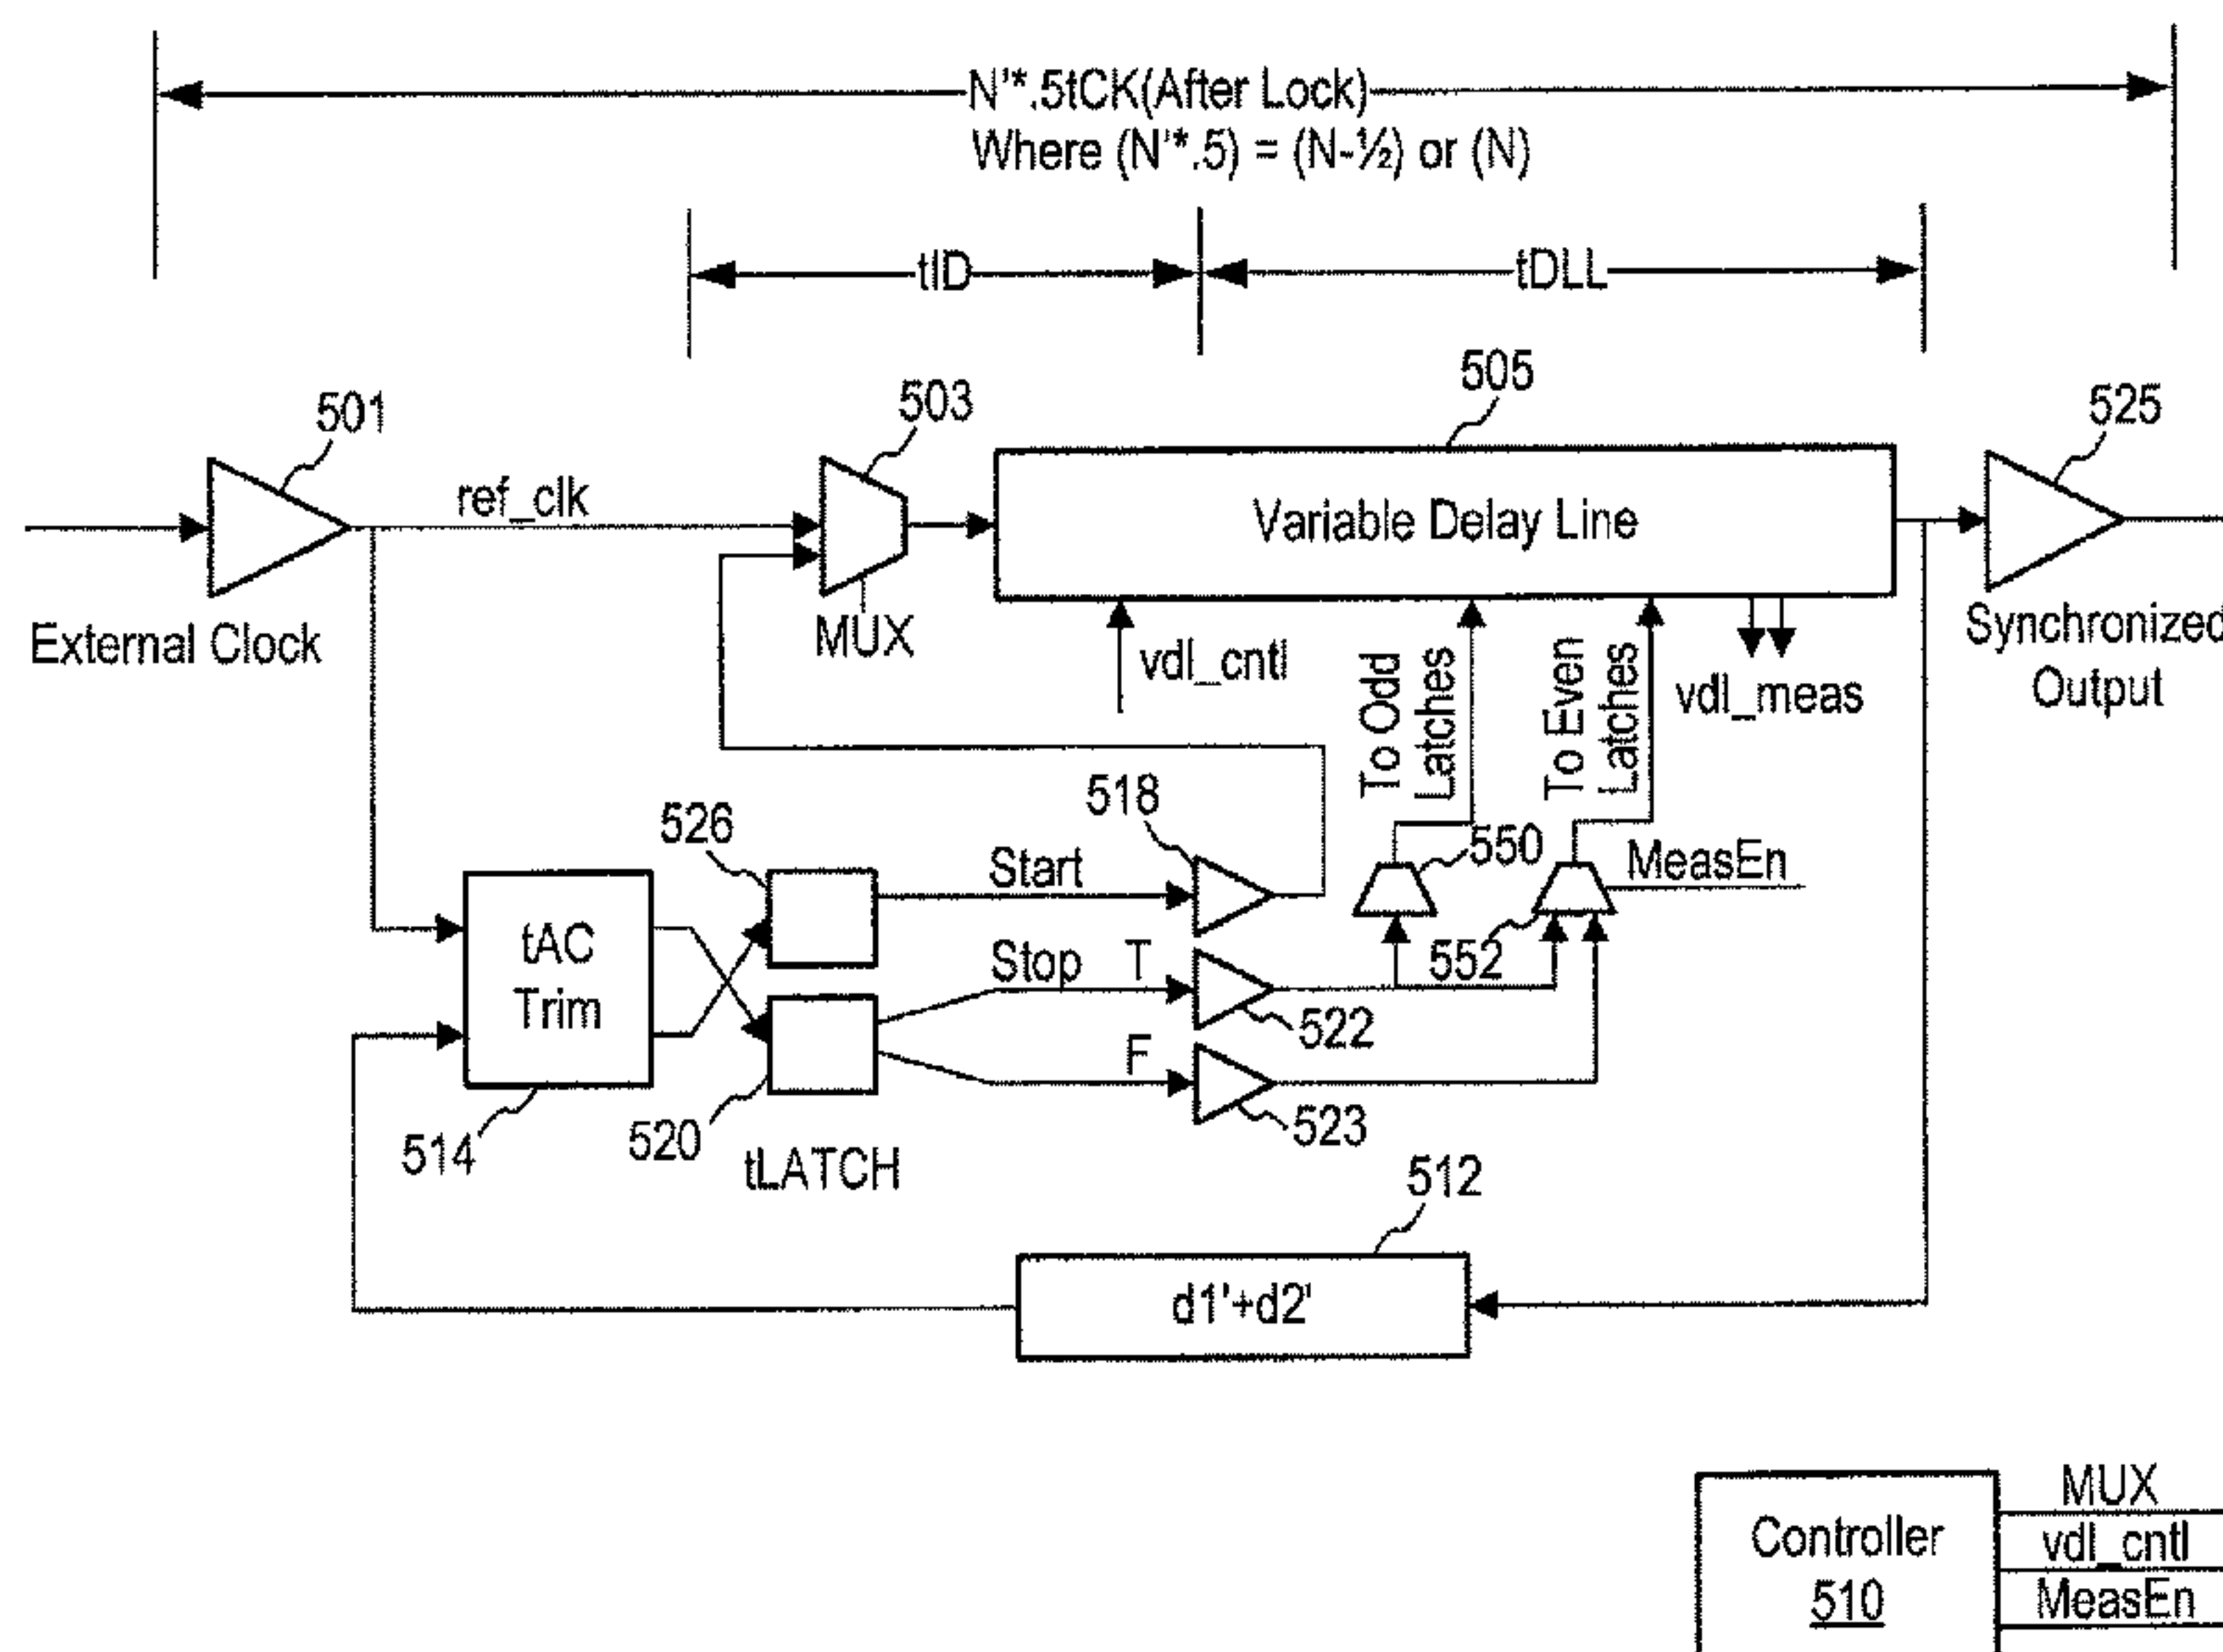 N'*.5tCK(After Lock)
Where (N'*.5) = (N-½) or (N)
tID
tDLL
501
503
505
525
ref_clk
Variable Delay Line
External Clock
MUX
vdl_cntl
To Odd
Latches
To Even
Latches
vdl_meas
Synchronized
Output
526
518
550
MeasEn
Start
tAC
Trim
Stop
T
552
522
F
514
520
523
tLATCH
512
d1'+d2'
Controller
510
MUX
vdl_cntl
MeasEn